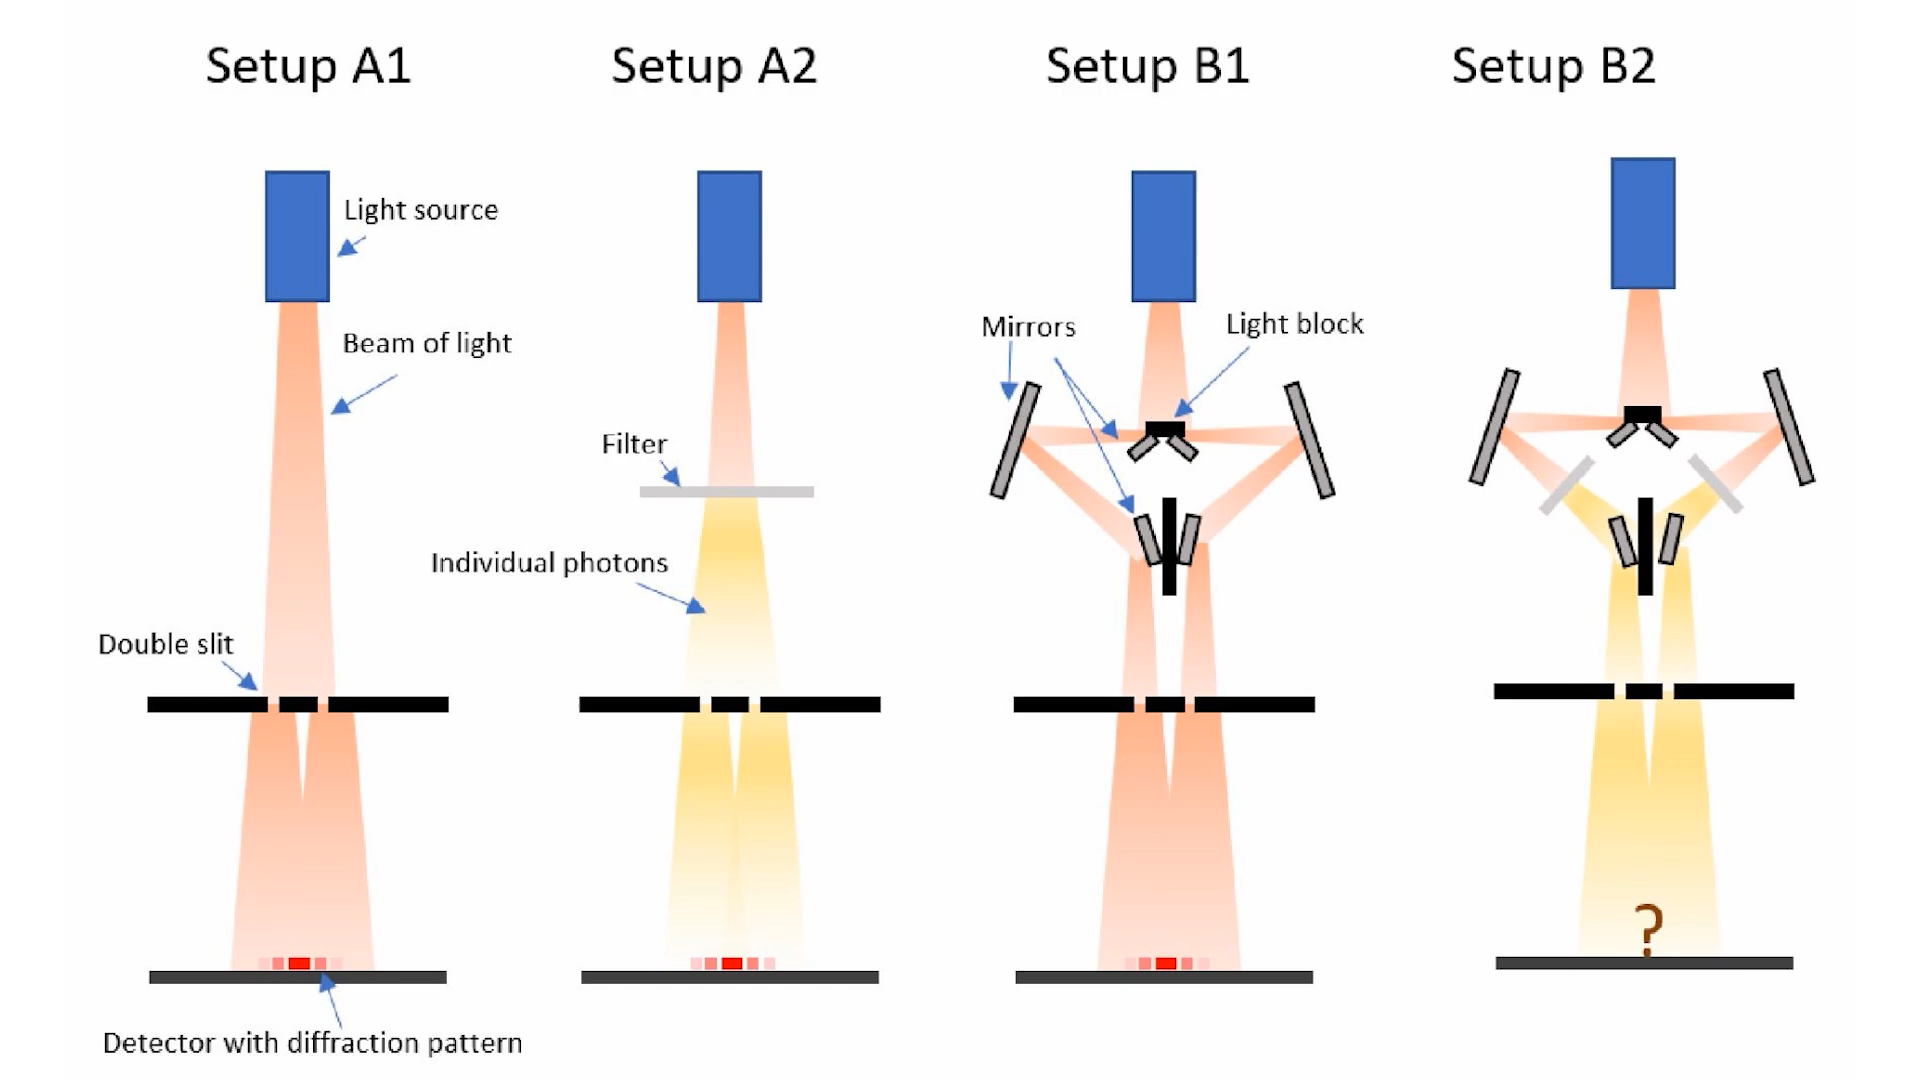 Setup A1
Setup A2
Setup B1
Setup B2
Light source
Beam of light
Mirrors
Light block
Filter
Individual photons
Double slit
?
Detector with diffraction pattern